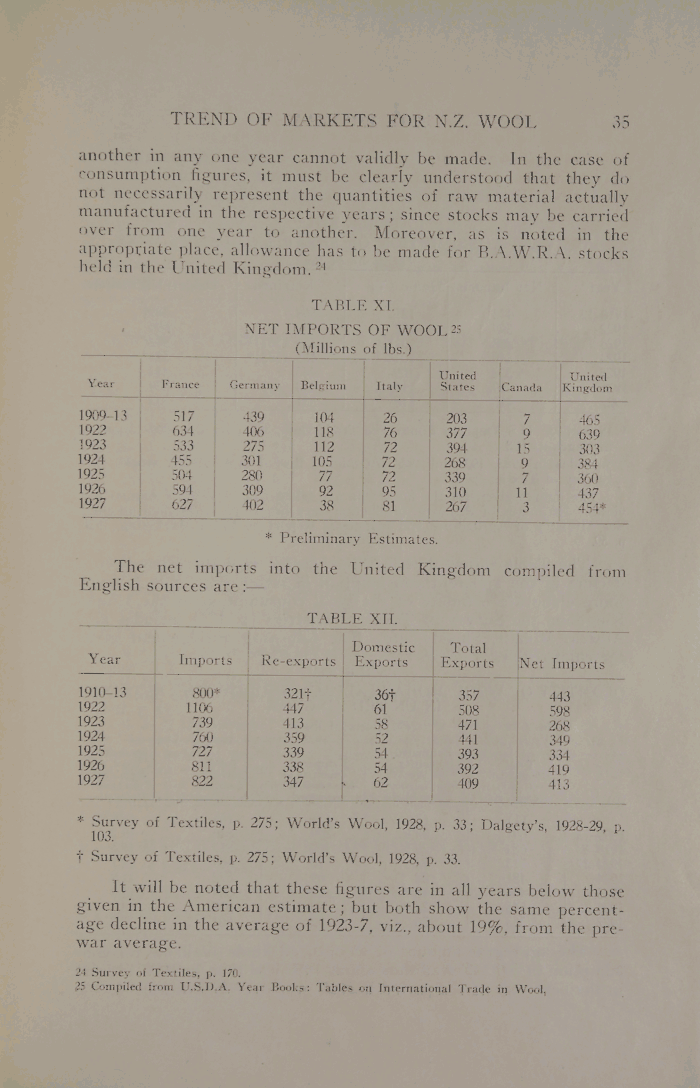 TREND OF MARKETS FOR N.Z. WOOL 35
another in any one year cannot validly be made. In the case of
consumption figures, it must be clearly understood that they do
not necessarily represent the quantities of raw material actually
manufactured in the respective years; since stocks may be carried
over from one year to another. Moreover, as is noted in the
appropriate place, allowance has to be made for B.A.W.R.A. stocks
held in the United Kingdom. 24
TABLE XI.
NET IMPORTS OF WOOL 25
(Millions of lbs.)
Year France Germany Belgium Italy United States Canada United Kingdom
1909-13 517 439 104 26 203 7 465
1922 634 406 118 76 377 9 639
1923 533 275 112 72 394 15 303
1924 455 301 105 72 268 9 384
1925 504 280 77 72 339 7 360
1926 594 309 92 95 310 11 437
1927 627 402 38 81 267 3 454*
* Preliminary Estimates.
The net imports into the United Kingdom compiled from
English sources are:—
TABLE XII.
Year Imports Re-exports Domestic Exports Total Exports Net Imports
1910-13 800* 321† 36† 357 443
1922 1106 447 61 508 598
1923 739 413 58 471 268
1924 760 359 52 441 349
1925 727 339 54 393 334
1926 811 338 54 392 419
1927 822 347 62 409 413
* Survey of Textiles, p. 275; World's Wool, 1928, p. 33; Dalgety's, 1928-29, p.
103.
† Survey of Textiles, p. 275; World's Wool, 1928, p. 33.
It will be noted that these figures are in all years below those
given in the American estimate; but both show the same percent-
age decline in the average of 1923-7, viz., about 19%, from the pre-
war average.
24 Survey of Textiles, p. 170.
25 Compiled from U.S.D.A. Year Books: Tables on International Trade in Wool.